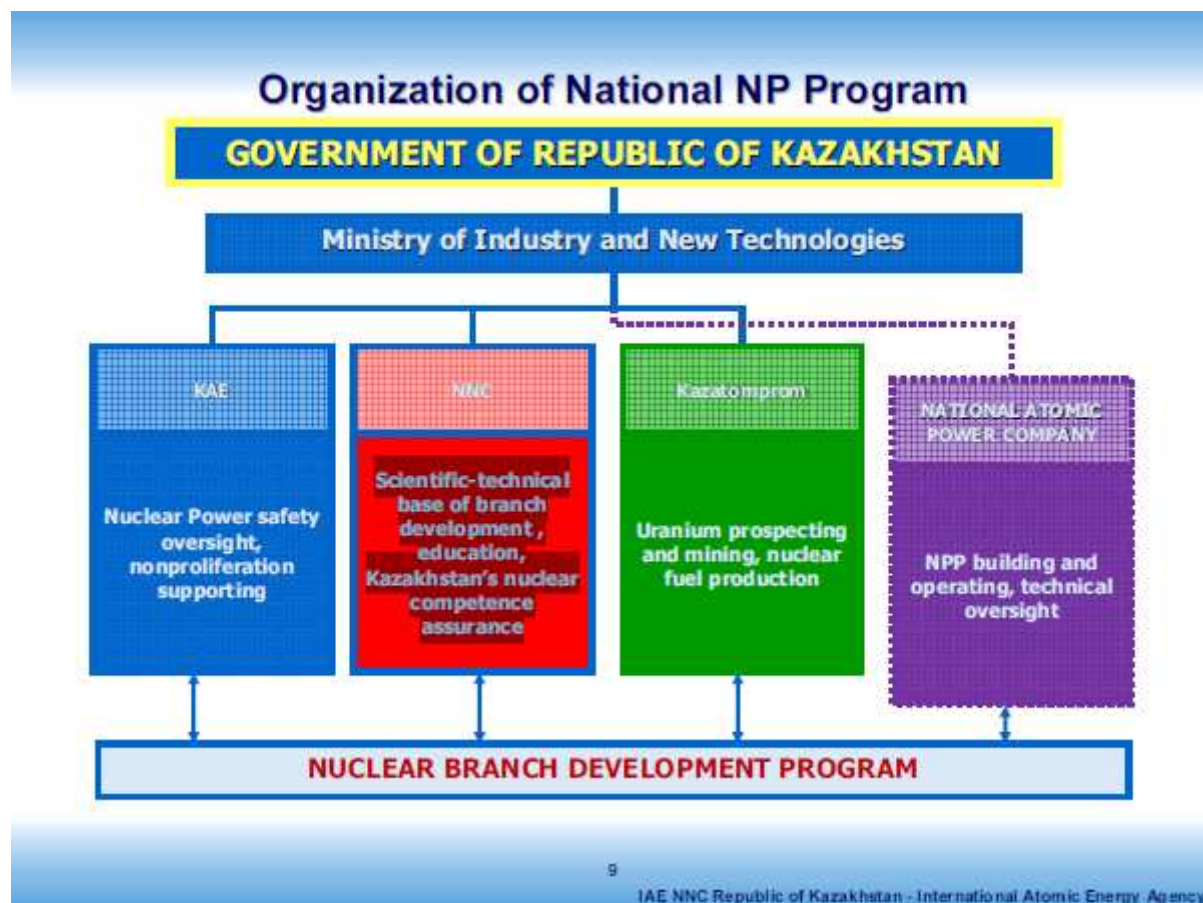 Organization of National NP Program
GOVERNMENT OF REPUBLIC OF KAZAKHSTAN
Ministry of Industry and New Technologies
KAE
Nuclear Power safety
oversight,
nonproliferation
supporting
NNC
Scientific-technical
base of branch
development ,
education,
Kazakhstan's nuclear
competence
assurance
Kazatomprom
Uranium prospecting
and mining, nuclear
fuel production
NATIONAL ATOMIC
POWER COMPANY
NPP building and
operating, technical
oversight
NUCLEAR BRANCH DEVELOPMENT PROGRAM
9
IAE NNC Republic of Kazakhstan - International Atomic Energy Agency